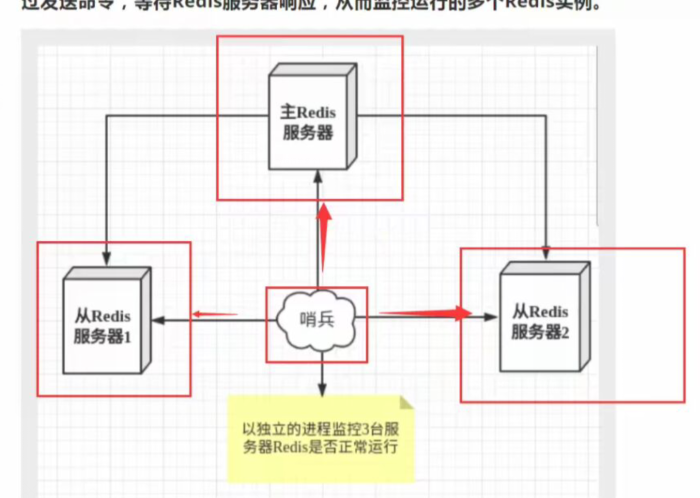 过发送命令，等待Redis服务器响应，从而监控运行的多个Redis实例。
主Redis
服务器
从Redis
服务器1
哨兵
从Redis
服务器2
以独立的进程监控3台服
务器Redis是否正常运行